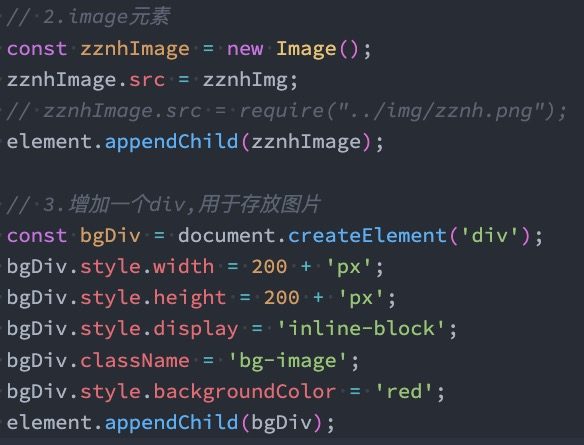 // 2.image元素
const zznhImage = new Image();
zznhImage.src = zznhImg;
// zznhImage.src = require("../img/zznh.png");
element.appendChild(zznhImage);
// 3.增加一个div,用于存放图片
const bgDiv = document.createElement('div');
bgDiv.style.width = 200 + 'px';
bgDiv.style.height = 200 + 'px';
bgDiv.style.display = 'inline-block';
bgDiv.className = 'bg-image';
bgDiv.style.backgroundColor = 'red';
element.appendChild(bgDiv);